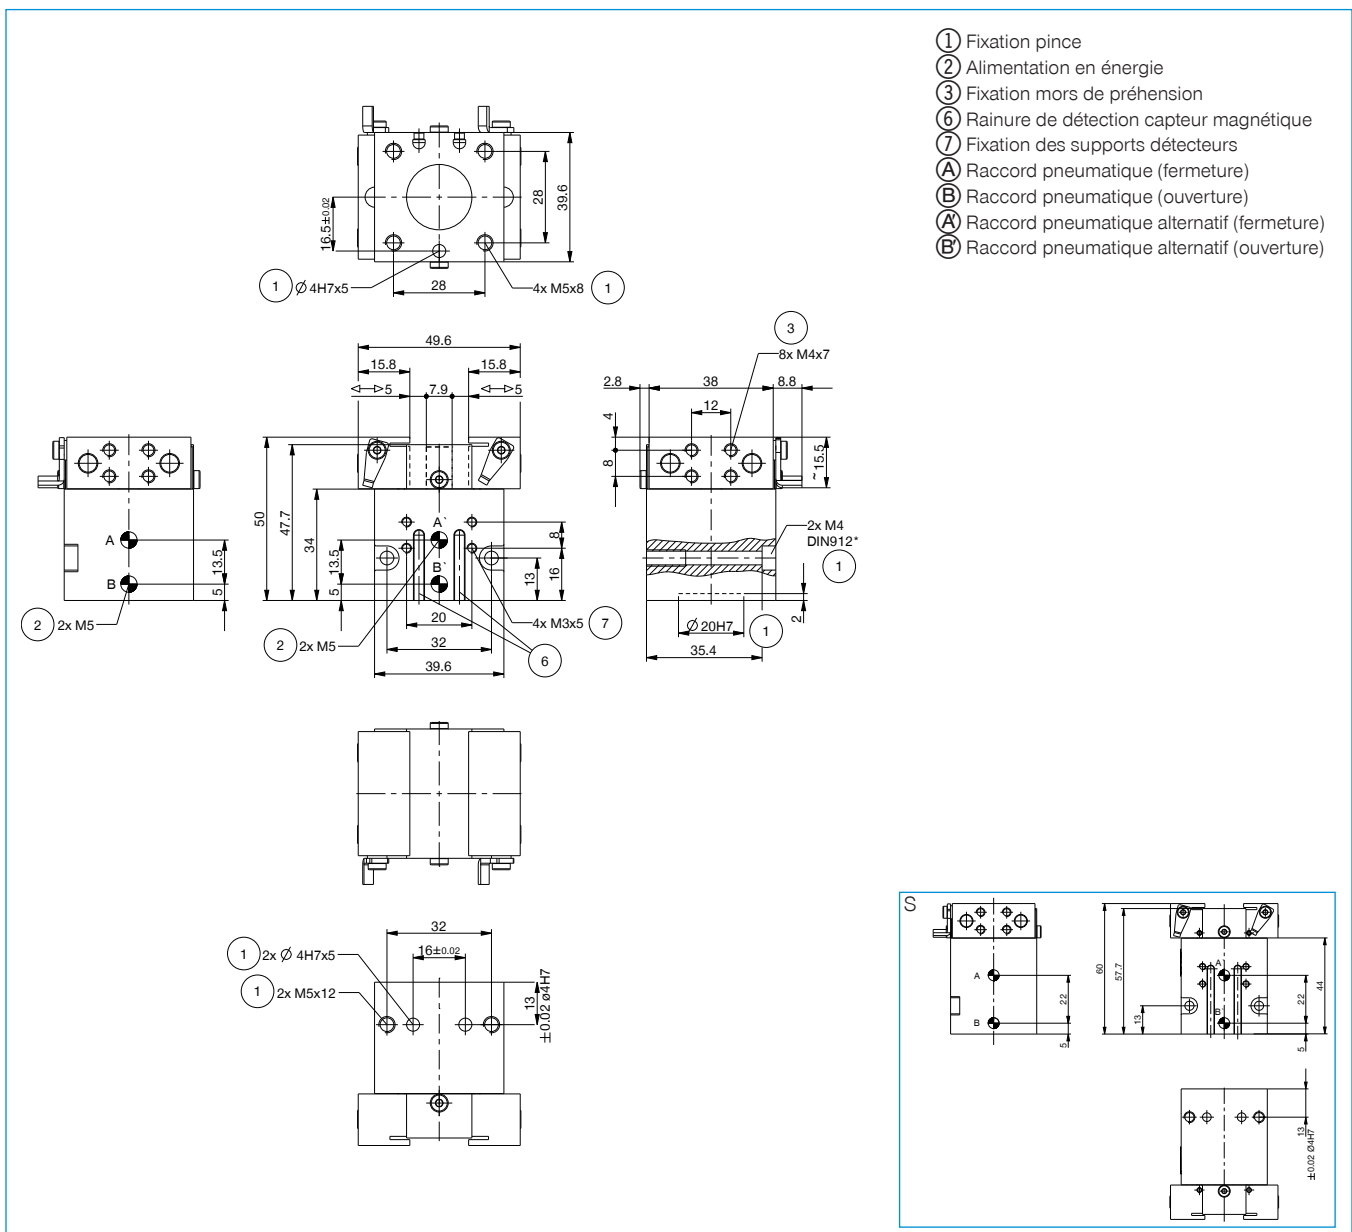 1 Fixation pince
2 Alimentation en énergie
3 Fixation mors de préhension
6 Rainure de détection capteur magnétique
7 Fixation des supports détecteurs
A Raccord pneumatique (fermeture)
B Raccord pneumatique (ouverture)
A' Raccord pneumatique alternatif (fermeture)
B' Raccord pneumatique alternatif (ouverture)
16.5±0.02
28
39.6
1 Ø 4H7x5
28
4x M5x8 1
49.6
15.8
15.8
5
7.9
5
50
47.7
34
13.5
5
A`
B`
8
16
13
20
32
39.6
2 2x M5
4x M3x5 7
6
A
B
13.5
5
2 2x M5
3
8x M4x7
2.8
38
8.8
12
4
8
~15.5
2x M4
DIN912*
1
Ø 20H7
1
2
35.4
32
16±0.02
1 2x Ø 4H7x5
1 2x M5x12
13
±0.02 ø4H7
S
A
B
22
5
60
57.7
13
A
B`
22
5
44
13
±0.02 Ø4H7